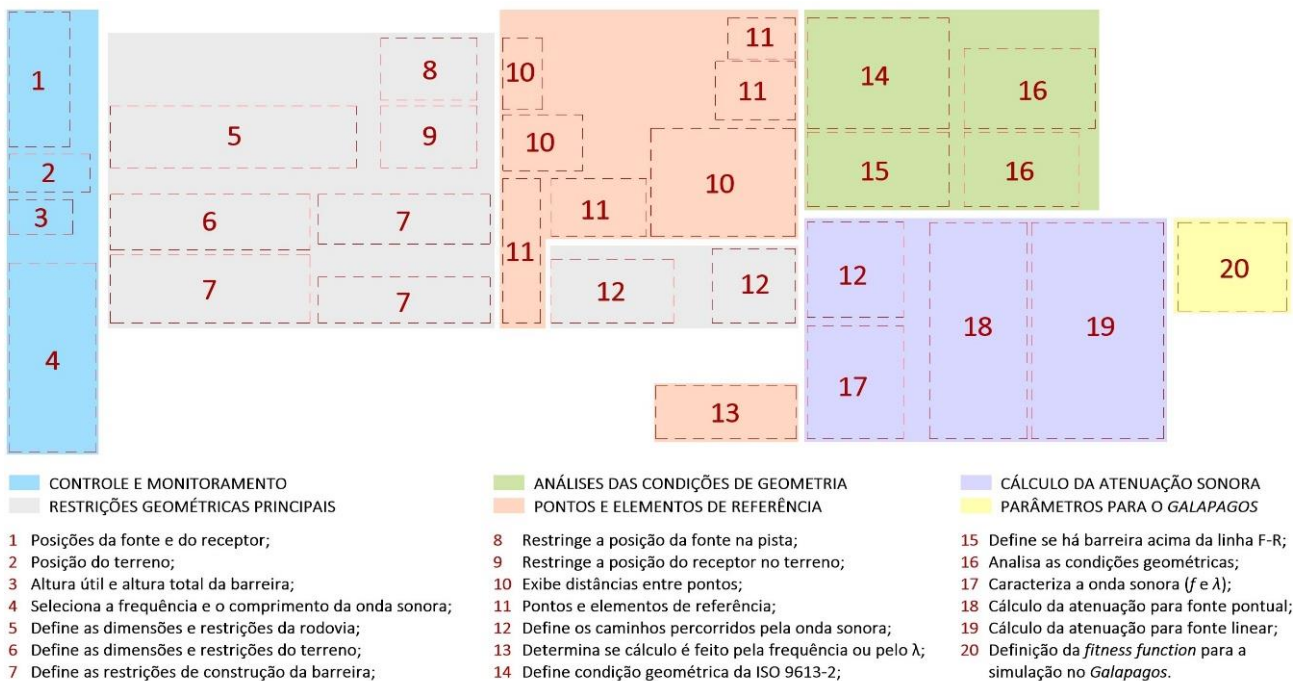 1
2
3
4
5
6
7
7
7
8
9
10
10
10
11
11
11
11
12
12
13
14
15
16
16
12
17
18
19
20
CONTROLE E MONITORAMENTO
RESTRIÇÕES GEOMÉTRICAS PRINCIPAIS
1 Posições da fonte e do receptor;
2 Posição do terreno;
3 Altura útil e altura total da barreira;
4 Seleciona a frequência e o comprimento da onda sonora;
5 Define as dimensões e restrições da rodovia;
6 Define as dimensões e restrições do terreno;
7 Define as restrições de construção da barreira;
ANÁLISES DAS CONDIÇÕES DE GEOMETRIA
PONTOS E ELEMENTOS DE REFERÊNCIA
8 Restringe a posição da fonte na pista;
9 Restringe a posição do receptor no terreno;
10 Exibe distâncias entre pontos;
11 Pontos e elementos de referência;
12 Define os caminhos percorridos pela onda sonora;
13 Determina se cálculo é feito pela frequência ou pelo λ;
14 Define condição geométrica da ISO 9613-2;
CÁLCULO DA ATENUAÇÃO SONORA
PARÂMETROS PARA O GALAPAGOS
15 Define se há barreira acima da linha F-R;
16 Analisa as condições geométricas;
17 Caracteriza a onda sonora (f e λ);
18 Cálculo da atenuação para fonte pontual;
19 Cálculo da atenuação para fonte linear;
20 Definição da fitness function para a
simulação no Galapagos.